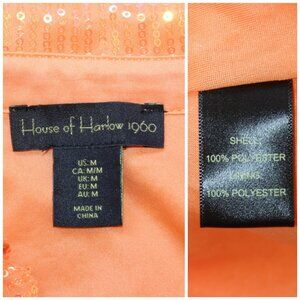 House of Harlow 1960
US: M
CA: M/M
UK: M
EU: M
AU: M
MADE IN
CHINA
SHELL:
100% POLYESTER
LINING:
100% POLYESTER